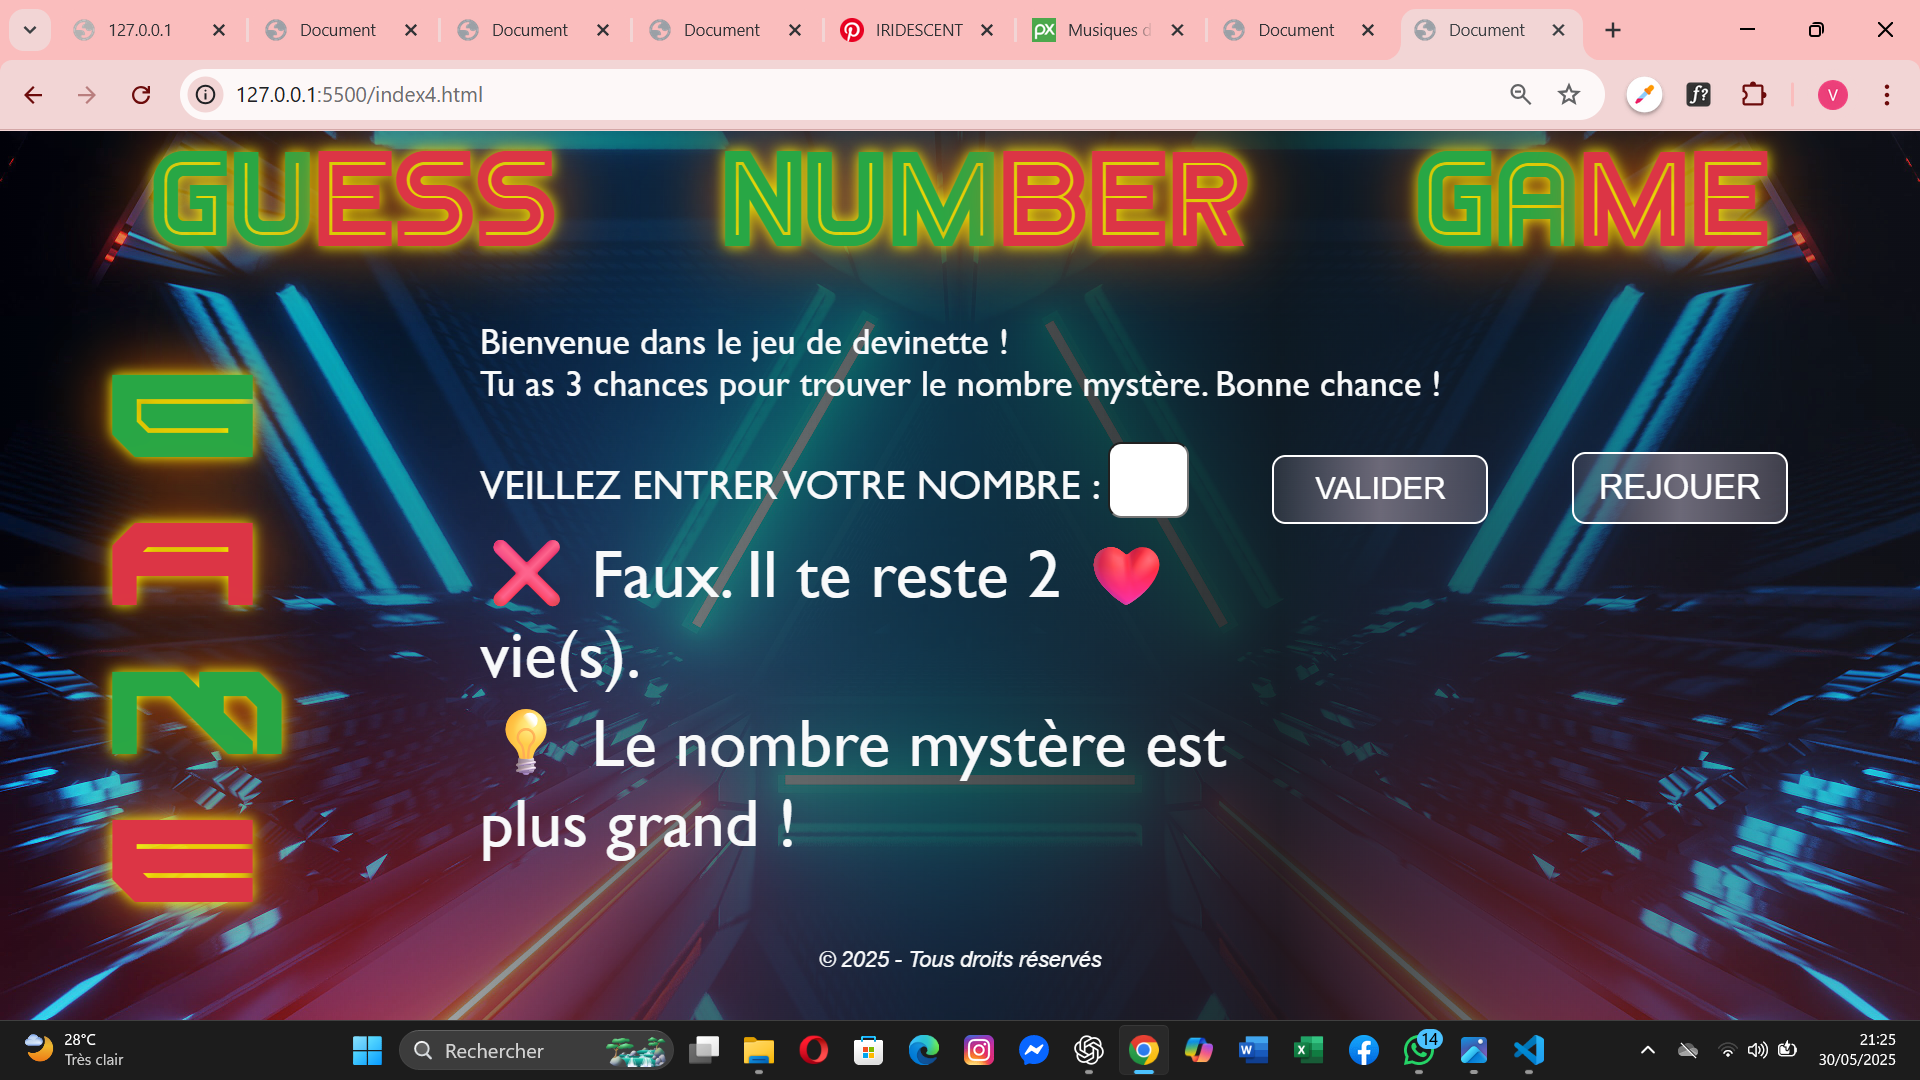 127.0.0.1
Document
Document
Document
IRIDESCENT
Musiques d
Document
Document
127.0.0.1:5500/index4.html
f?
V
GUESS NUMBER GAME
Bienvenue dans le jeu de devinette !
Tu as 3 chances pour trouver le nombre mystère. Bonne chance !
VEILLEZ ENTRER VOTRE NOMBRE :
VALIDER
REJOUER
❌ Faux. Il te reste 2 ❤️
vie(s).
💡 Le nombre mystère est
plus grand !
GAME
© 2025 - Tous droits réservés
28°C
Très clair
Rechercher
14
21:25
30/05/2025